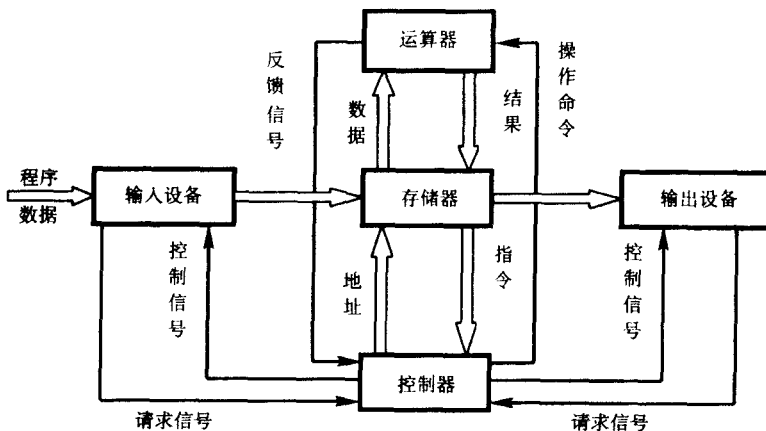 运算器
反馈信号
数据
结果
操作命令
程序
数据
输入设备
存储器
输出设备
控制信号
地址
指令
控制信号
控制器
请求信号
请求信号